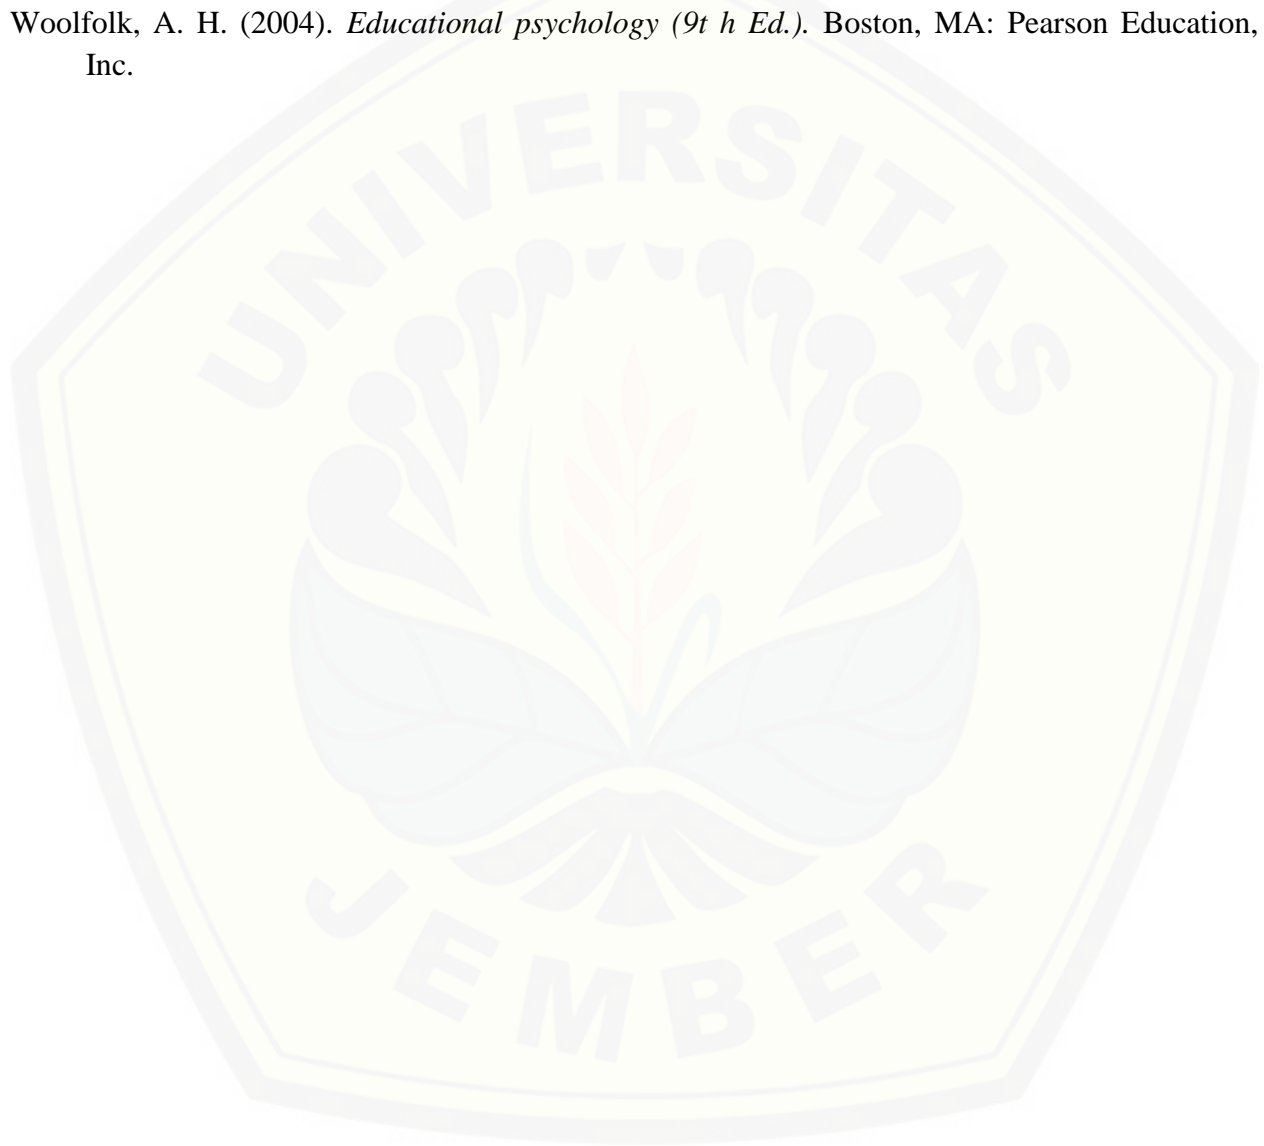 Woolfolk, A. H. (2004). Educational psychology (9t h Ed.). Boston, MA: Pearson Education,
Inc.
UNIVERSITAS
JEMBER